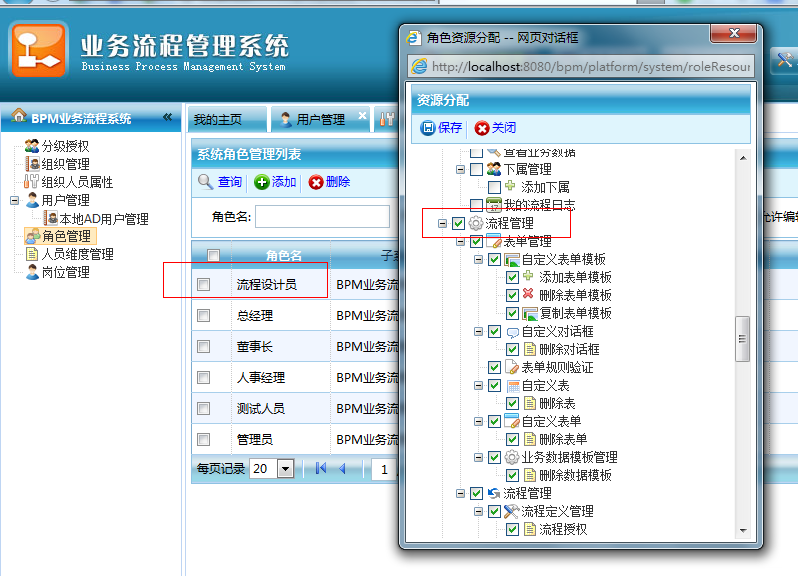 业务流程管理系统
Business Process Management System
BPM业务流程系统
«
分级授权
组织管理
组织人员属性
用户管理
本地AD用户管理
角色管理
人员维度管理
岗位管理
我的主页
用户管理
系统角色管理列表
查询
添加
删除
角色名:
允许编辑
角色名
流程设计员
BPM业务流
总经理
BPM业务流
董事长
BPM业务流
人事经理
BPM业务流
测试人员
BPM业务流
管理员
BPM业务流
每页记录
20
1
角色资源分配 -- 网页对话框
http://localhost:8080/bpm/platform/system/roleResour
资源分配
保存
关闭
查看业务数据
下属管理
添加下属
我的流程日志
流程管理
表单管理
自定义表单模板
添加表单模板
删除表单模板
复制表单模板
自定义对话框
删除对话框
表单规则验证
自定义表
删除表
自定义表单
删除表单
业务数据模板管理
删除数据模板
流程管理
流程定义管理
流程授权